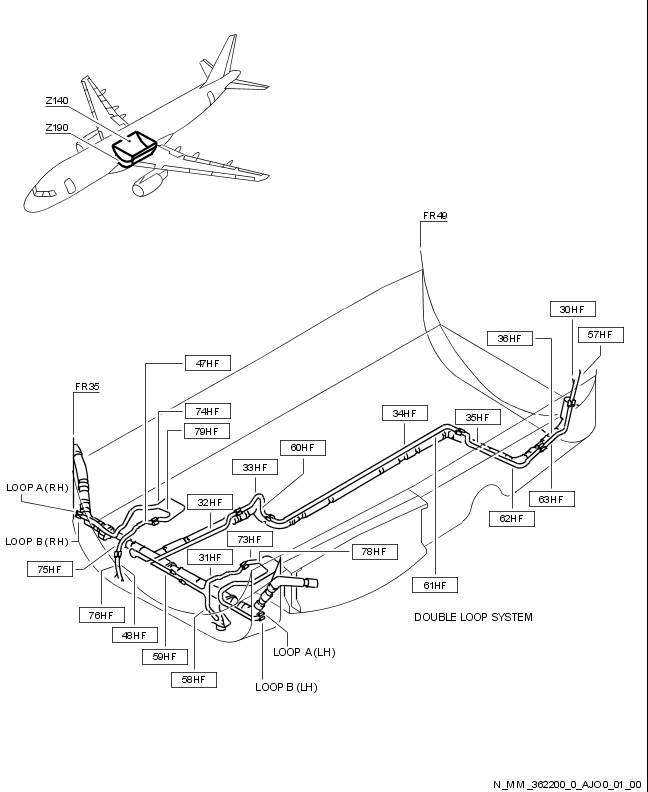 Z140
Z190
FR49
30HF
57HF
36HF
47HF
FR35
74HF
34HF
35HF
79HF
60HF
33HF
LOOP A (RH)
32HF
63HF
62HF
LOOP B (RH)
73HF
78HF
31HF
75HF
61HF
76HF
DOUBLE LOOP SYSTEM
48HF
LOOP A (LH)
59HF
58HF
LOOP B (LH)
N_MM_362200_0_AJO0_01_00